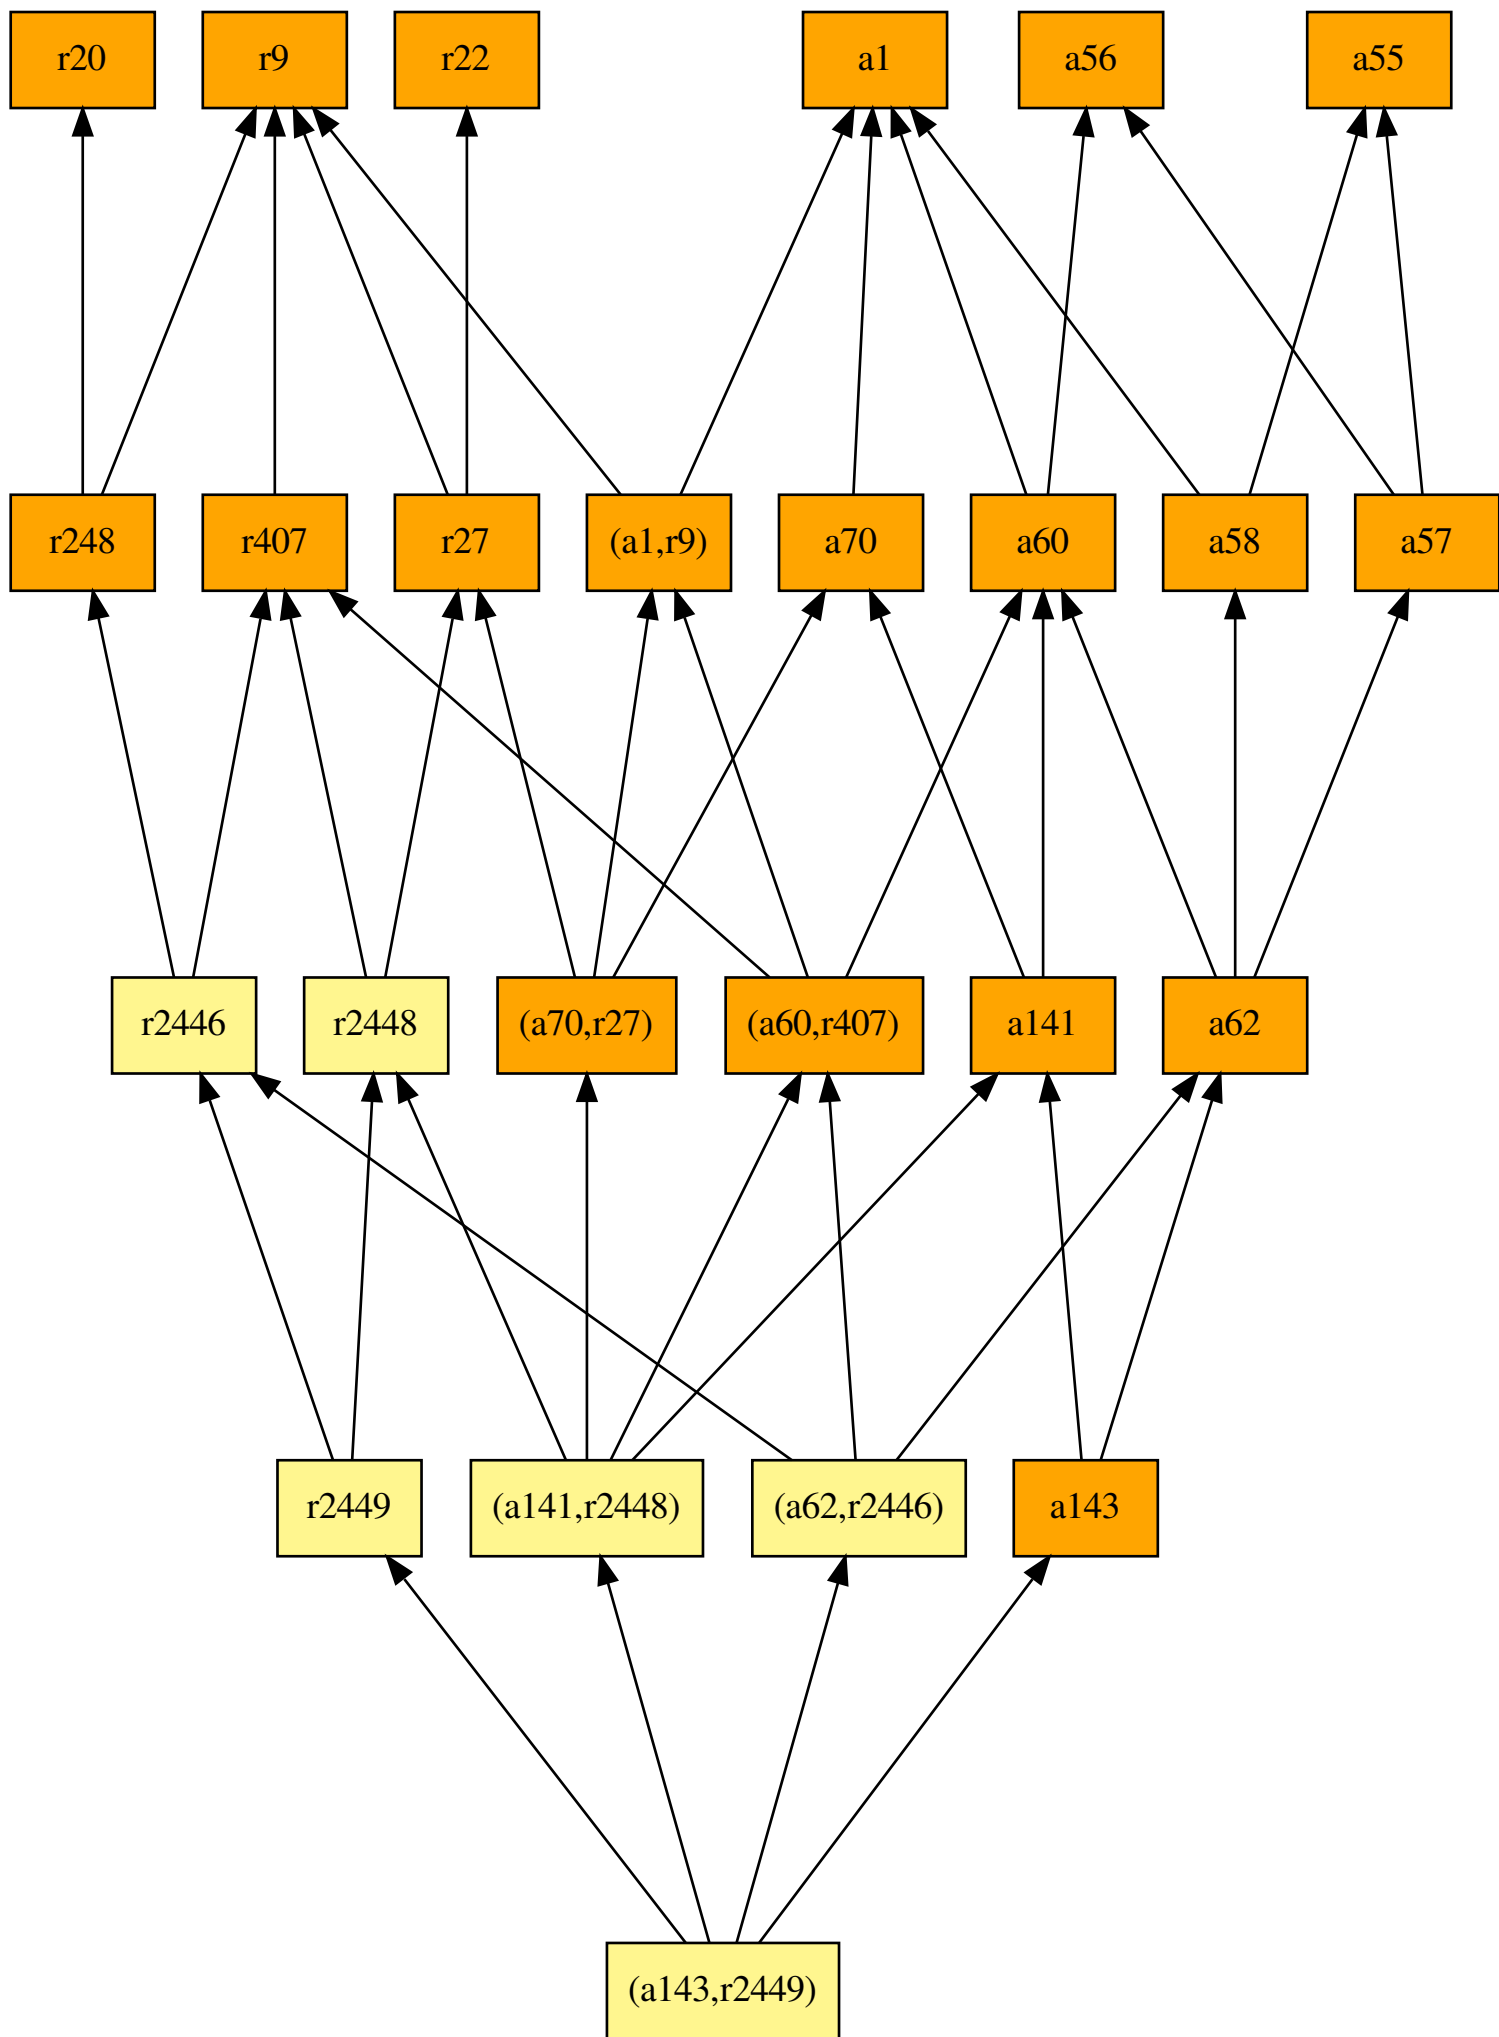 r20 r9 r22 a1 a56 a55
r248 r407 r27 (a1,r9) a70 a60 a58 a57
r2446 r2448 (a70,r27) (a60,r407) a141 a62
r2449 (a141,r2448) (a62,r2446) a143
(a143,r2449)